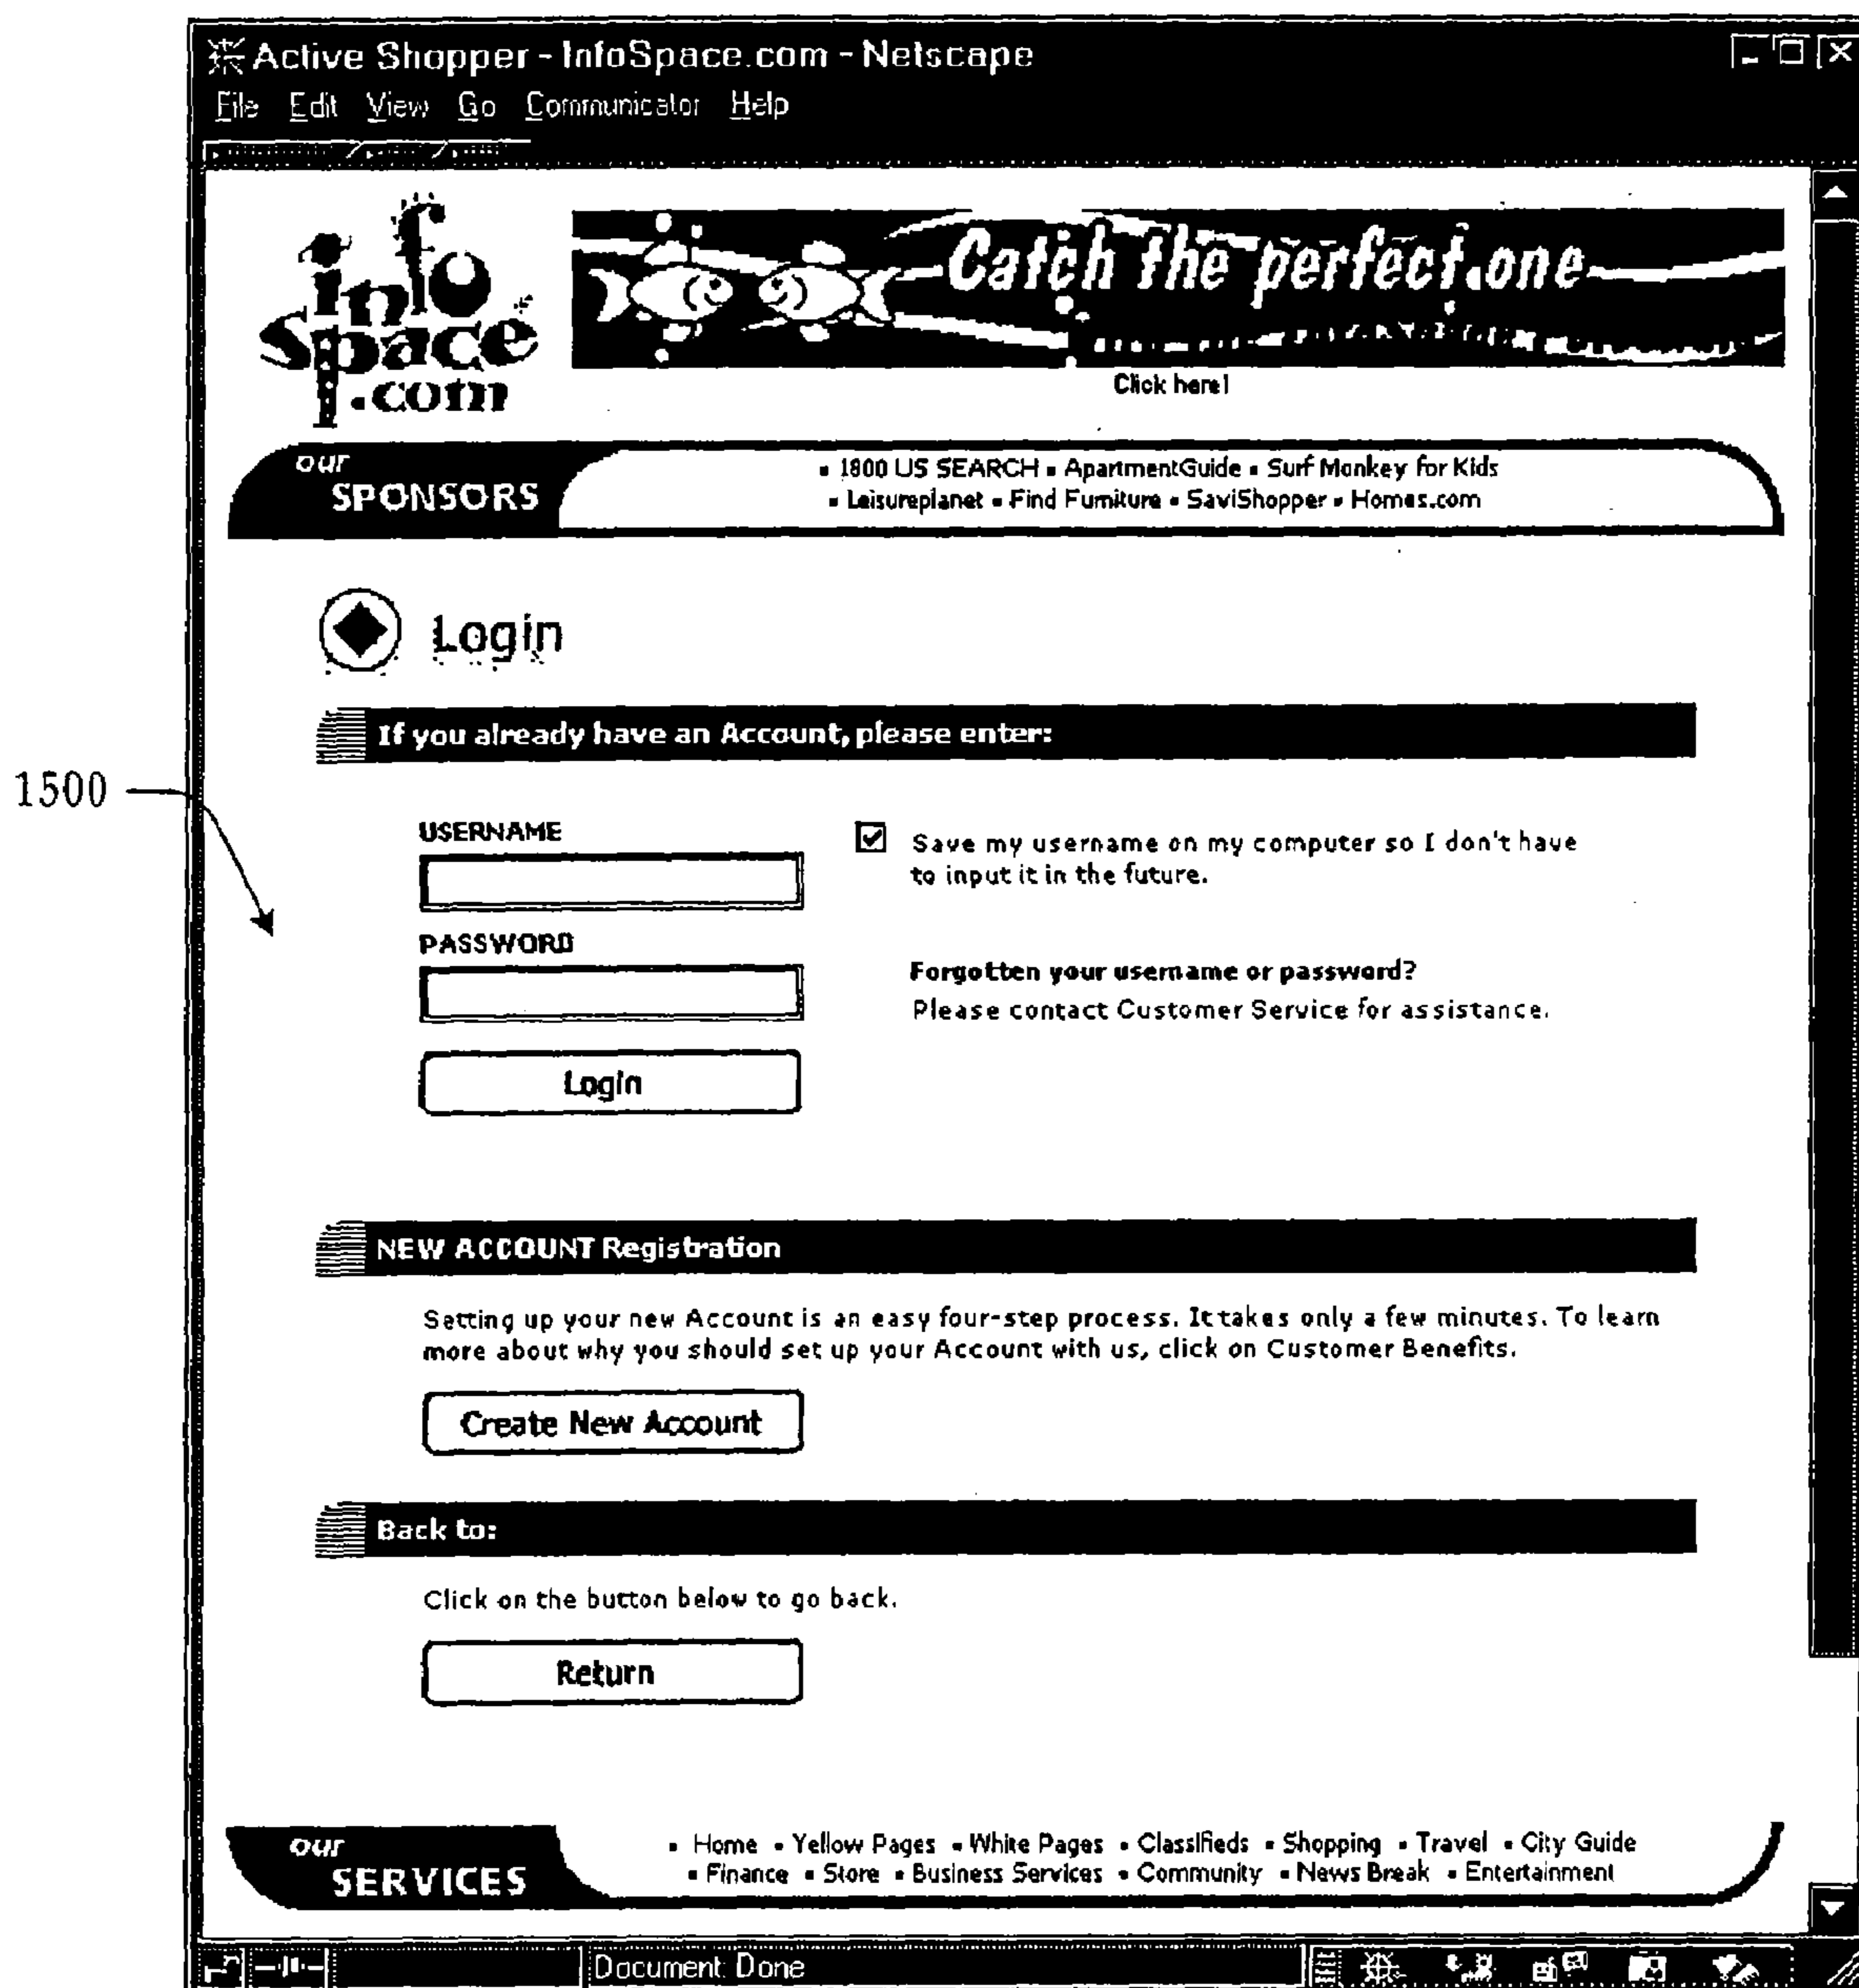 Active Shopper - InfoSpace.com - Netscape
File Edit View Go Communicator Help
info
space
.com
Catch the perfect one
Click here!
our
SPONSORS
▪ 1800 US SEARCH ▪ ApartmentGuide ▪ Surf Monkey for Kids
▪ Leisureplanet ▪ Find Furniture ▪ SaviShopper ▪ Homes.com
Login
If you already have an Account, please enter:
1500
USERNAME
Save my username on my computer so I don't have
to input it in the future.
PASSWORD
Forgotten your username or password?
Please contact Customer Service for assistance.
Login
NEW ACCOUNT Registration
Setting up your new Account is an easy four-step process. It takes only a few minutes. To learn
more about why you should set up your Account with us, click on Customer Benefits.
Create New Account
Back to:
Click on the button below to go back.
Return
our
SERVICES
▪ Home ▪ Yellow Pages ▪ White Pages ▪ Classifieds ▪ Shopping ▪ Travel ▪ City Guide
▪ Finance ▪ Store ▪ Business Services ▪ Community ▪ News Break ▪ Entertainment
Document: Done